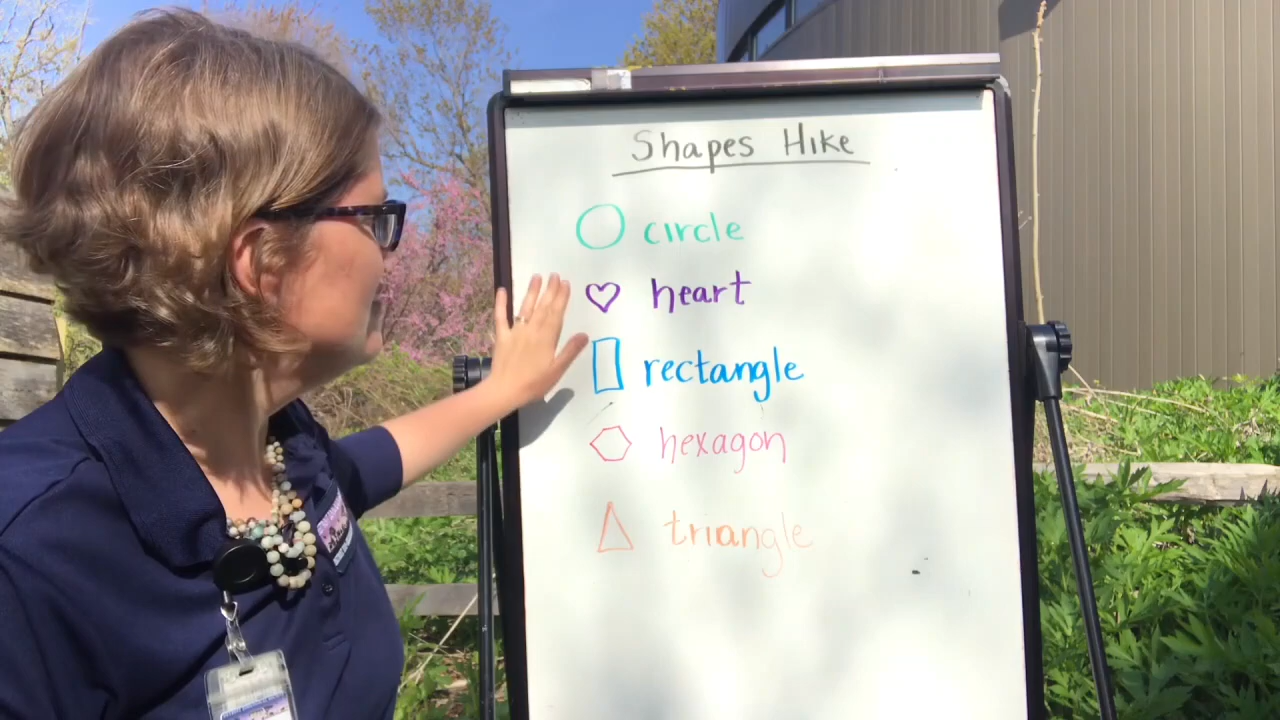 Shapes Hike
circle
heart
rectangle
hexagon
triangle